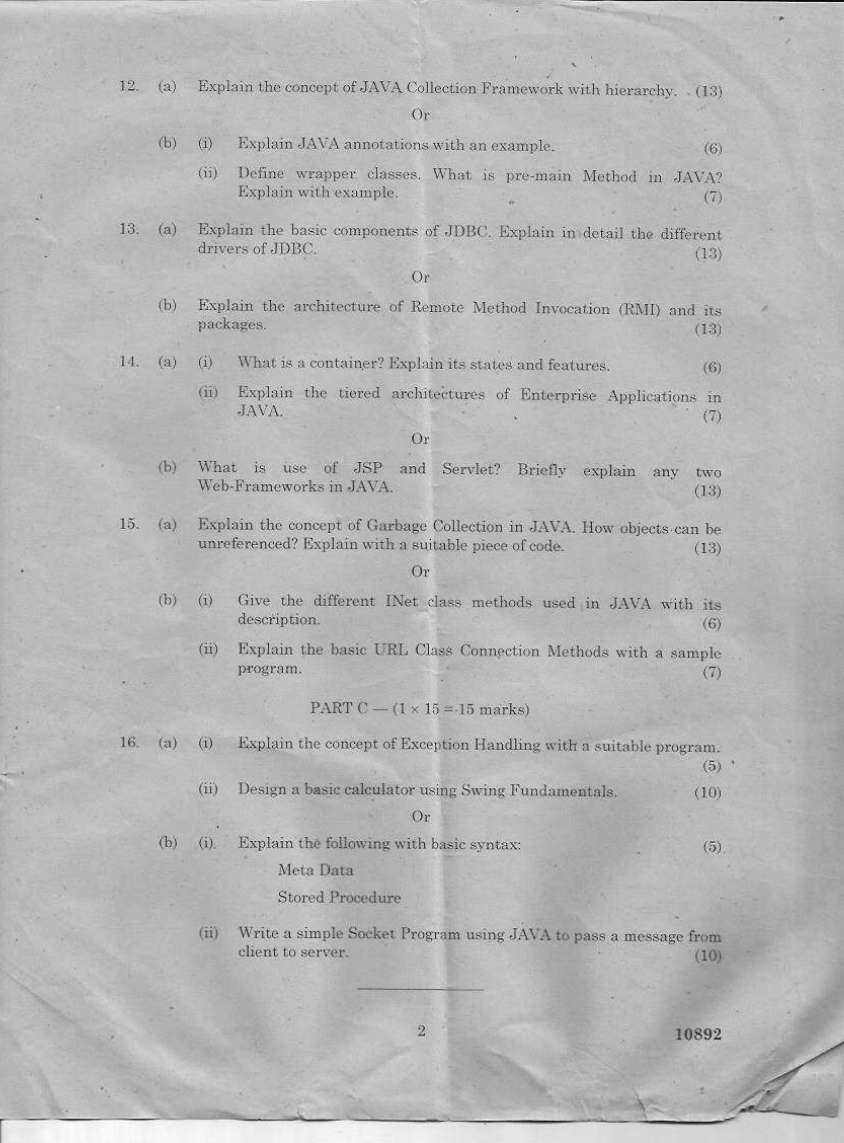 12. (a) Explain the concept of JAVA Collection Framework with hierarchy. (13)
Or
(b) (i) Explain JAVA annotations with an example. (6)
(ii) Define wrapper classes. What is pre-main Method in JAVA?
Explain with example. (7)
13. (a) Explain the basic components of JDBC. Explain in detail the different
drivers of JDBC. (13)
Or
(b) Explain the architecture of Remote Method Invocation (RMI) and its
packages. (13)
14. (a) (i) What is a container? Explain its states and features. (6)
(ii) Explain the tiered architectures of Enterprise Applications in
JAVA. (7)
Or
(b) What is use of JSP and Servlet? Briefly explain any two
Web-Frameworks in JAVA. (13)
15. (a) Explain the concept of Garbage Collection in JAVA. How objects can be
unreferenced? Explain with a suitable piece of code. (13)
Or
(b) (i) Give the different INet class methods used in JAVA with its
description. (6)
(ii) Explain the basic URL Class Connection Methods with a sample
program. (7)
PART C — (1 × 15 = 15 marks)
16. (a) (i) Explain the concept of Exception Handling with a suitable program.
(5)
(ii) Design a basic calculator using Swing Fundamentals. (10)
Or
(b) (i) Explain the following with basic syntax: (5)
Meta Data
Stored Procedure
(ii) Write a simple Socket Program using JAVA to pass a message from
client to server. (10)
2 10892